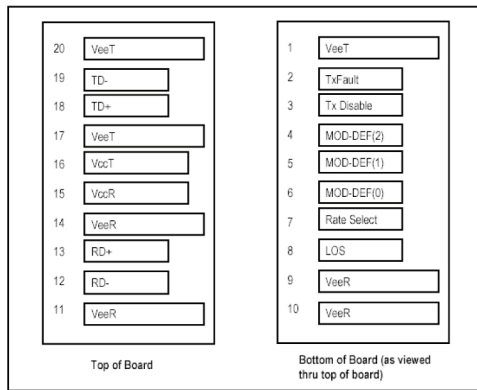 20 VeeT
19 TD-
18 TD+
17 VeeT
16 VccT
15 VccR
14 VeeR
13 RD+
12 RD-
11 VeeR
Top of Board
1 VeeT
2 TxFault
3 Tx Disable
4 MOD-DEF(2)
5 MOD-DEF(1)
6 MOD-DEF(0)
7 Rate Select
8 LOS
9 VeeR
10 VeeR
Bottom of Board (as viewed
thru top of board)